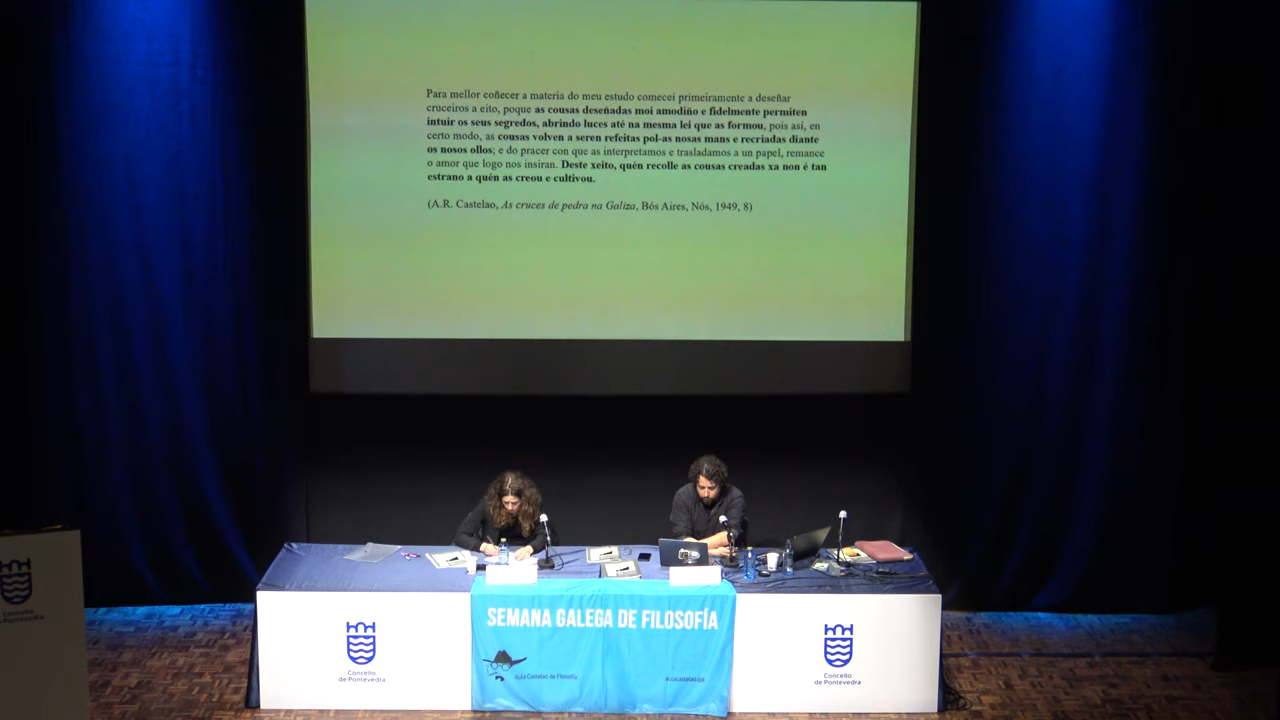 Para mellor coñecer a materia do meu estudo comecei primeiramente a deseñar
cruceiros a eito, poque as cousas deseñadas moi amodiño e fidelmente permiten
intuir os seus segredos, abrindo luces até na mesma lei que as formou, pois así, en
certo modo, as cousas volven a seren refeitas pol-as nosas mans e recriadas diante
os nosos ollos; e do pracer con que as interpretamos e trasladamos a un papel, remance
o amor que logo nos insiran. Deste xeito, quén recolle as cousas creadas xa non é tan
estrano a quén as creou e cultivou.
(A.R. Castelao, As cruces de pedra na Galiza, Bôs Aires, Nós, 1949, 8)
SEMANA GALEGA DE FILOSOFÍA
Aula Castelao de Filosofía
Concello
de Pontevedra
Concello
de Pontevedra
Concello
de Pontevedra